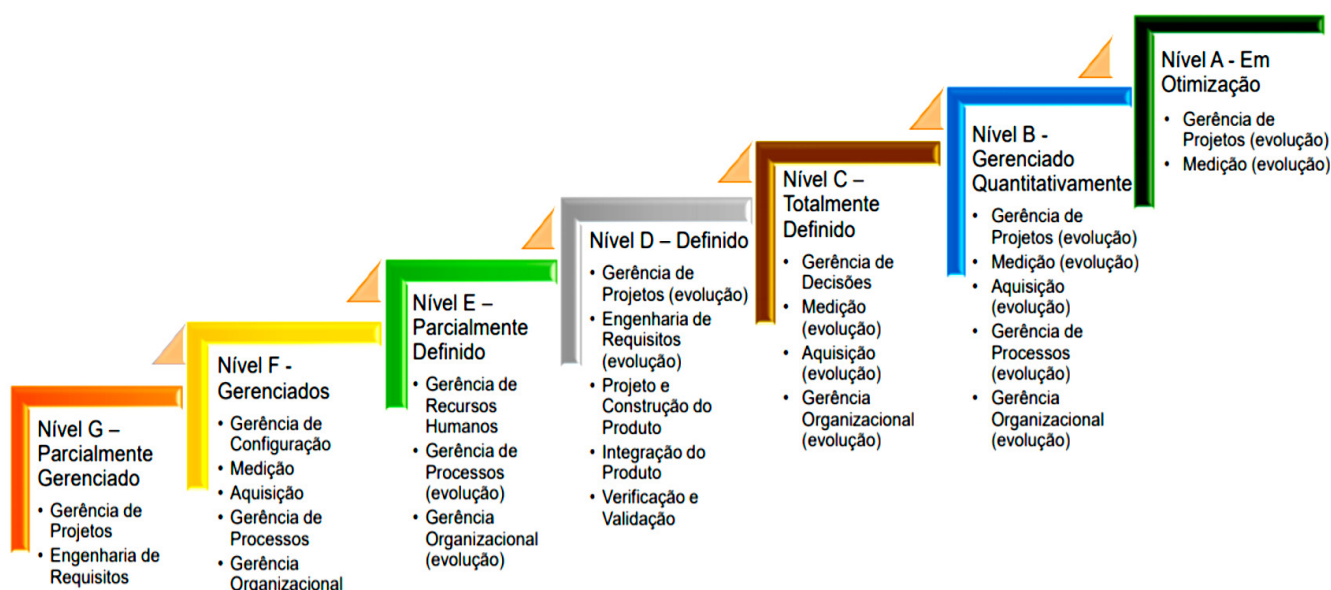 Nível G –
Parcialmente
Gerenciado
• Gerência de
Projetos
• Engenharia de
Requisitos
Nível F -
Gerenciados
• Gerência de
Configuração
• Medição
• Aquisição
• Gerência de
Processos
• Gerência
Organizacional
Nível E –
Parcialmente
Definido
• Gerência de
Recursos
Humanos
• Gerência de
Processos
(evolução)
• Gerência
Organizacional
(evolução)
Nível D – Definido
• Gerência de
Projetos (evolução)
• Engenharia de
Requisitos
(evolução)
• Projeto e
Construção do
Produto
• Integração do
Produto
• Verificação e
Validação
Nível C –
Totalmente
Definido
• Gerência de
Decisões
• Medição
(evolução)
• Aquisição
(evolução)
• Gerência
Organizacional
(evolução)
Nível B -
Gerenciado
Quantitativamente
• Gerência de
Projetos (evolução)
• Medição (evolução)
• Aquisição
(evolução)
• Gerência de
Processos
(evolução)
• Gerência
Organizacional
(evolução)
Nível A - Em
Otimização
• Gerência de
Projetos (evolução)
• Medição (evolução)